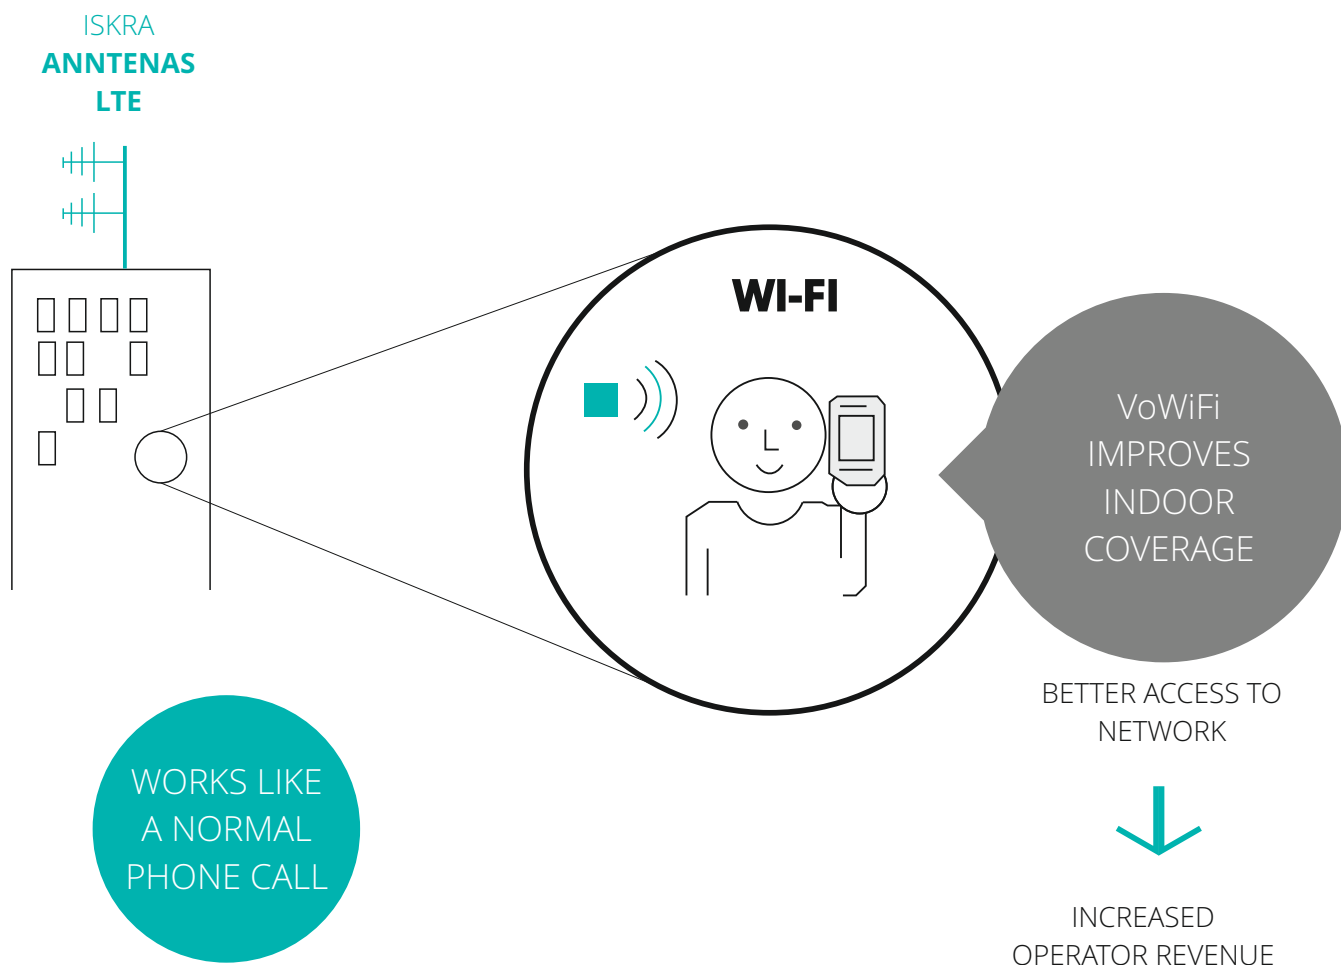 ISKRA
ANNTENAS
LTE
WI-FI
VoWiFi
IMPROVES
INDOOR
COVERAGE
BETTER ACCESS TO
NETWORK
WORKS LIKE
A NORMAL
PHONE CALL
INCREASED
OPERATOR REVENUE